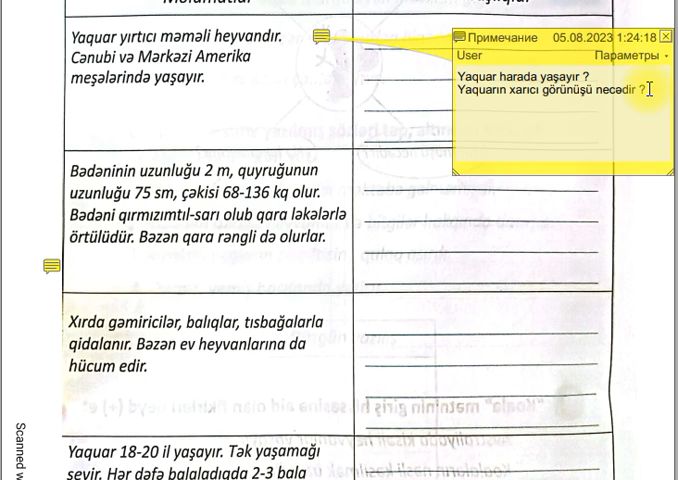 Yaquar yırtıcı məməli heyvandır.
Cənubi və Mərkəzi Amerika
meşələrində yaşayır.
Примечание 05.08.2023 1:24:18
User Параметры
Yaquar harada yaşayır ?
Yaquarın xarıcı görünüşü necədir ?
Bədəninin uzunluğu 2 m, quyruğunun
uzunluğu 75 sm, çəkisi 68-136 kq olur.
Bədəni qırmızımtıl-sarı olub qara ləkələrlə
örtülüdür. Bəzən qara rəngli də olurlar.
Xırda gəmiricilər, balıqlar, tısbağalarla
qidalanır. Bəzən ev heyvanlarına da
hücum edir.
Yaquar 18-20 il yaşayır. Tək yaşamağı
sevir. Hər dəfə balaladıqda 2-3 bala
Scanned